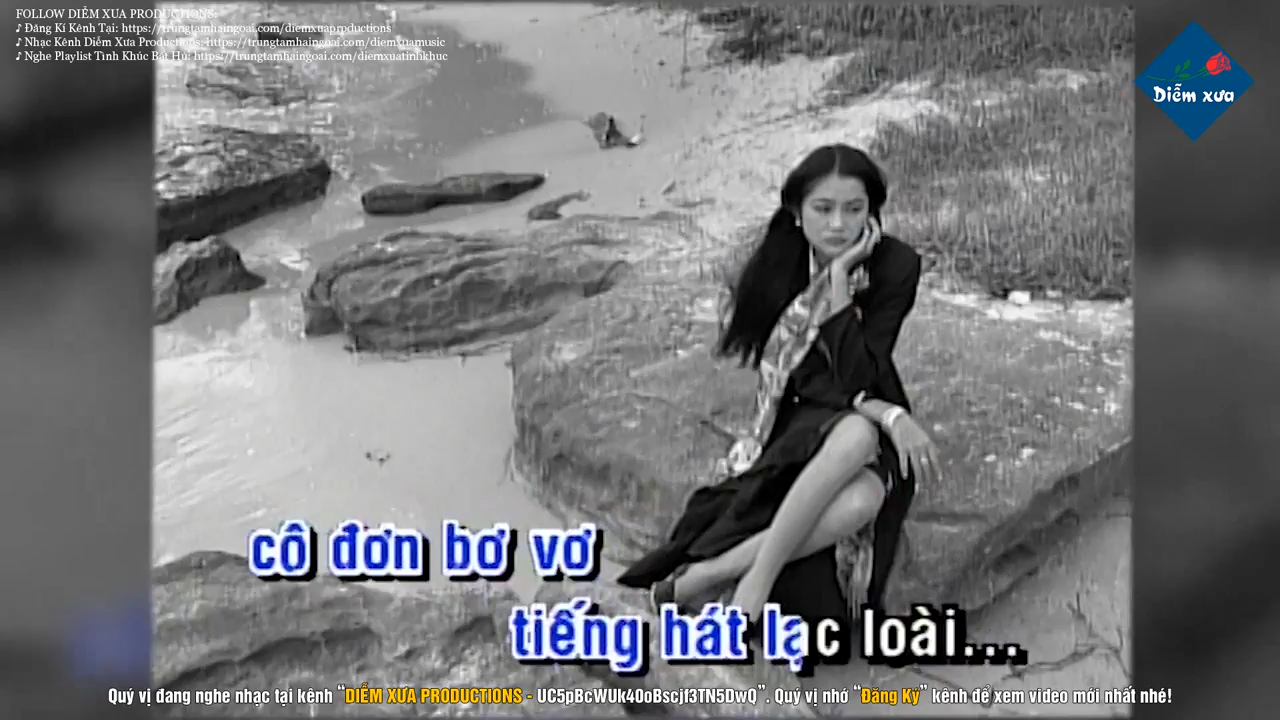 FOLLOW DIỄM XƯA PRODUCTIONS:
♪ Đăng Kí Kênh Tại: https://trungtamhaingoai.com/diemxuaprductions
♪ Nhạc Kênh Diễm Xưa Productions: https://trungtamhaingoai.com/diemxuamusic
♪ Nghe Playlist Tình Khúc Bất Hủ: https://trungtamhaingoai.com/diemxuatinhkhuc
Diễm xưa
cô đơn bơ vơ
tiếng hát lạc loài...
Quý vị đang nghe nhạc tại kênh “DIỄM XƯA PRODUCTIONS - UC5pBcWUk4OoBscjf3TN5DwQ”. Quý vị nhớ “Đăng Ký” kênh để xem video mới nhất nhé!